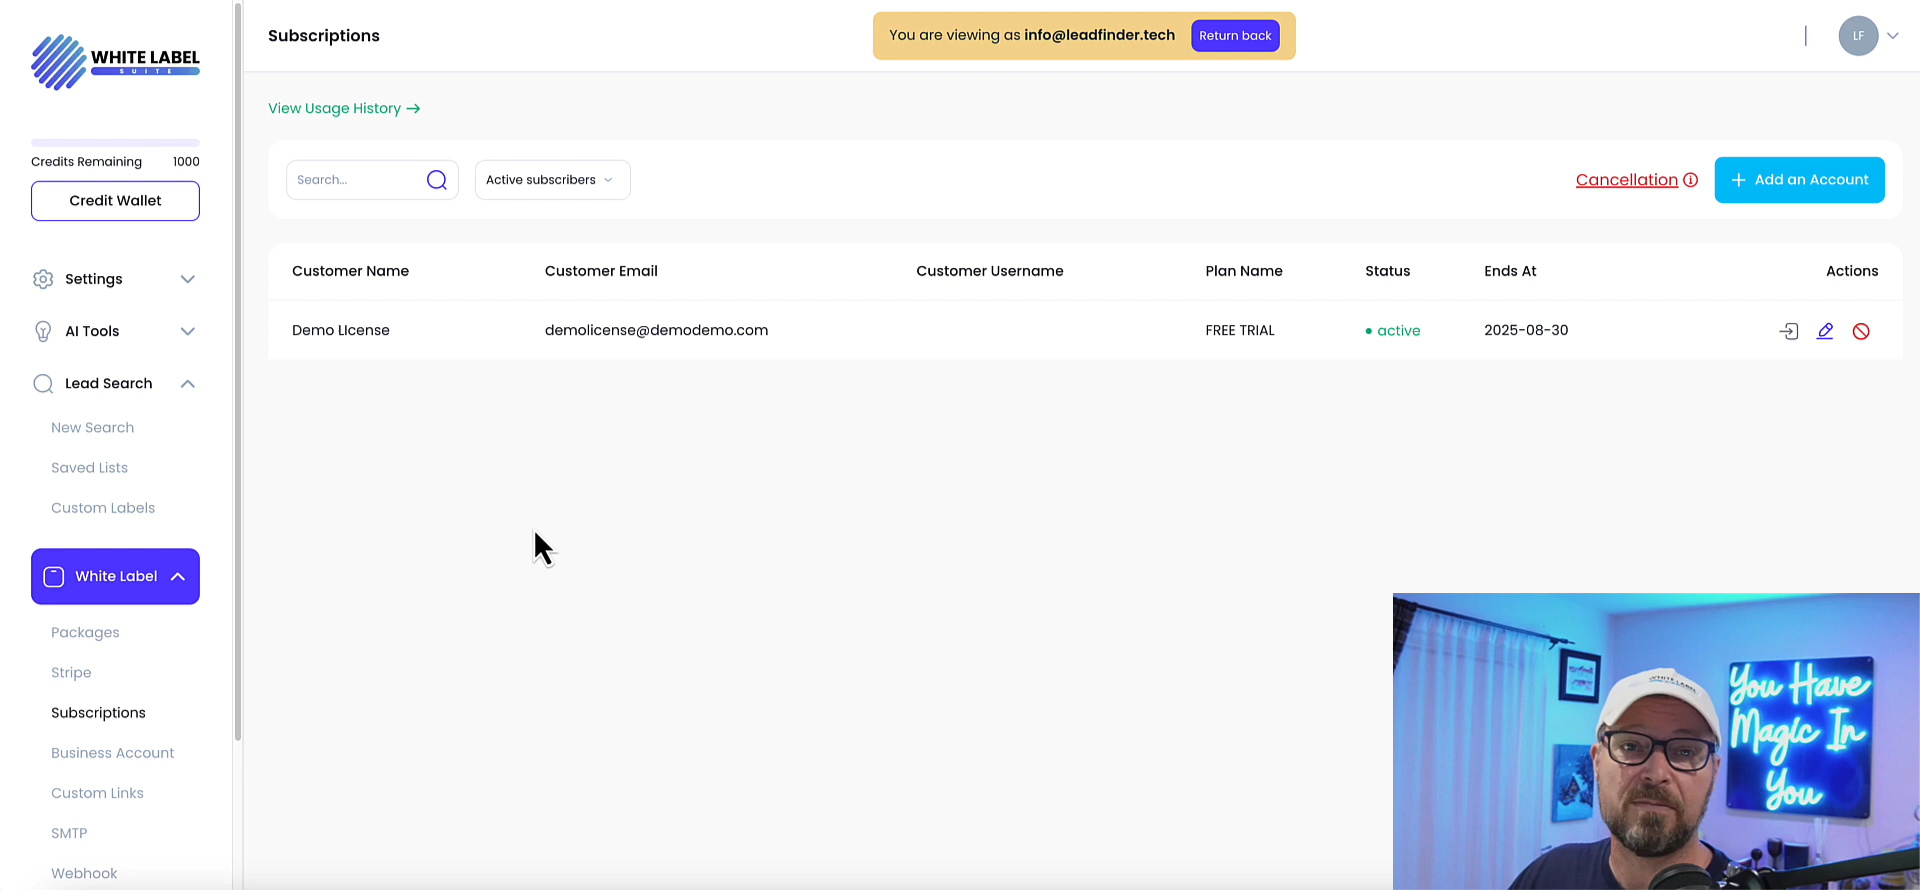 WHITE LABEL
SUITE
Subscriptions
You are viewing as info@leadfinder.tech
Return back
LF
View Usage History →
Credits Remaining 1000
Credit Wallet
Search...
Active subscribers
Cancellation
+ Add an Account
Settings
AI Tools
Lead Search
New Search
Saved Lists
Custom Labels
White Label
Packages
Stripe
Subscriptions
Business Account
Custom Links
SMTP
Webhook
Customer Name Customer Email Customer Username Plan Name Status Ends At Actions
Demo LIcense demolicense@demodemo.com FREE TRIAL active 2025-08-30
WHITE LABEL
You Have
Magic In
You